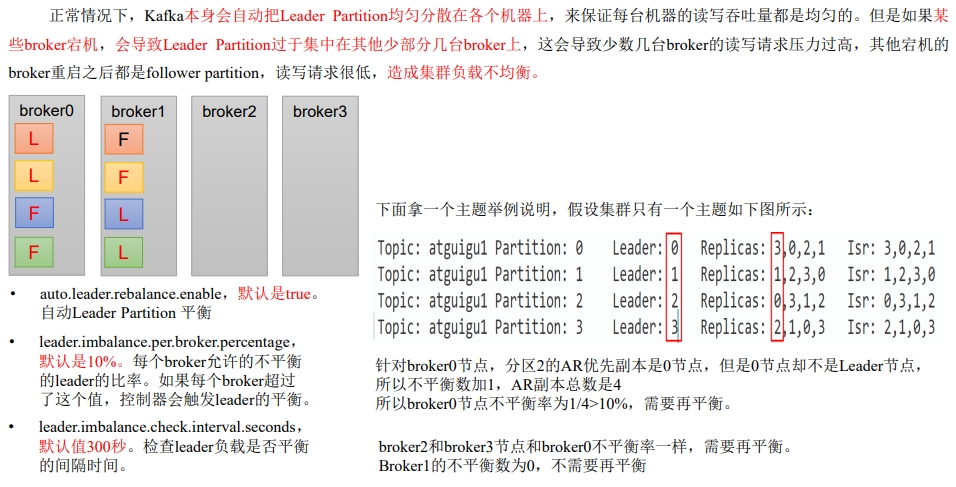 正常情况下，Kafka本身会自动把Leader Partition均匀分散在各个机器上，来保证每台机器的读写吞吐量都是均匀的。但是如果某
些broker宕机，会导致Leader Partition过于集中在其他少部分几台broker上，这会导致少数几台broker的读写请求压力过高，其他宕机的
broker重启之后都是follower partition，读写请求很低，造成集群负载不均衡。
broker0 broker1 broker2 broker3
L F
L F
F L
F L
• auto.leader.rebalance.enable，默认是true。
自动Leader Partition 平衡
• leader.imbalance.per.broker.percentage，
默认是10%。每个broker允许的不平衡
的leader的比率。如果每个broker超过
了这个值，控制器会触发leader的平衡。
• leader.imbalance.check.interval.seconds，
默认值300秒。检查leader负载是否平衡
的间隔时间。
下面拿一个主题举例说明，假设集群只有一个主题如下图所示：
Topic: atguigu1 Partition: 0 Leader: 0 Replicas: 3,0,2,1 Isr: 3,0,2,1
Topic: atguigu1 Partition: 1 Leader: 1 Replicas: 1,2,3,0 Isr: 1,2,3,0
Topic: atguigu1 Partition: 2 Leader: 2 Replicas: 0,3,1,2 Isr: 0,3,1,2
Topic: atguigu1 Partition: 3 Leader: 3 Replicas: 2,1,0,3 Isr: 2,1,0,3
针对broker0节点，分区2的AR优先副本是0节点，但是0节点却不是Leader节点，
所以不平衡数加1，AR副本总数是4
所以broker0节点不平衡率为1/4>10%，需要再平衡。
broker2和broker3节点和broker0不平衡率一样，需要再平衡。
Broker1的不平衡数为0，不需要再平衡